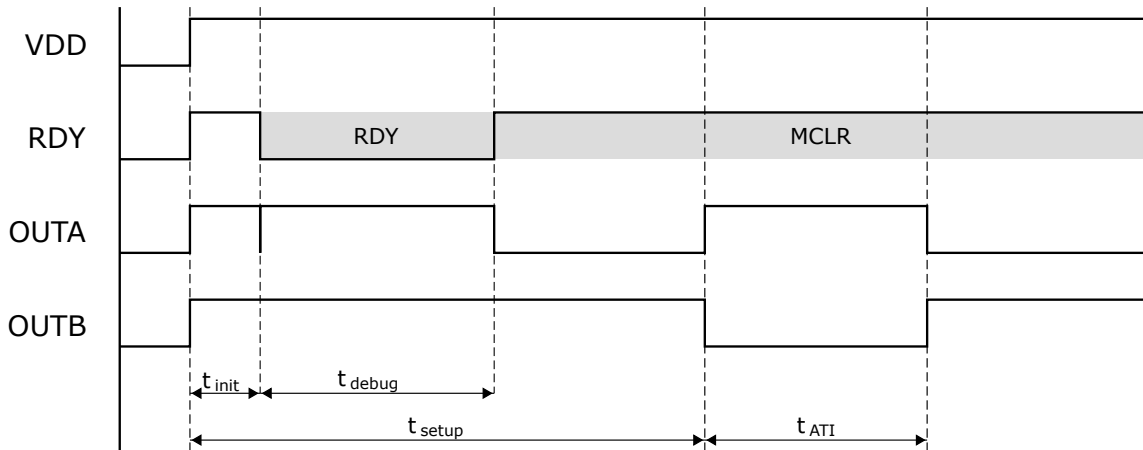 VDD
RDY
RDY MCLR
OUTA
OUTB
t init t debug
t setup t ATI